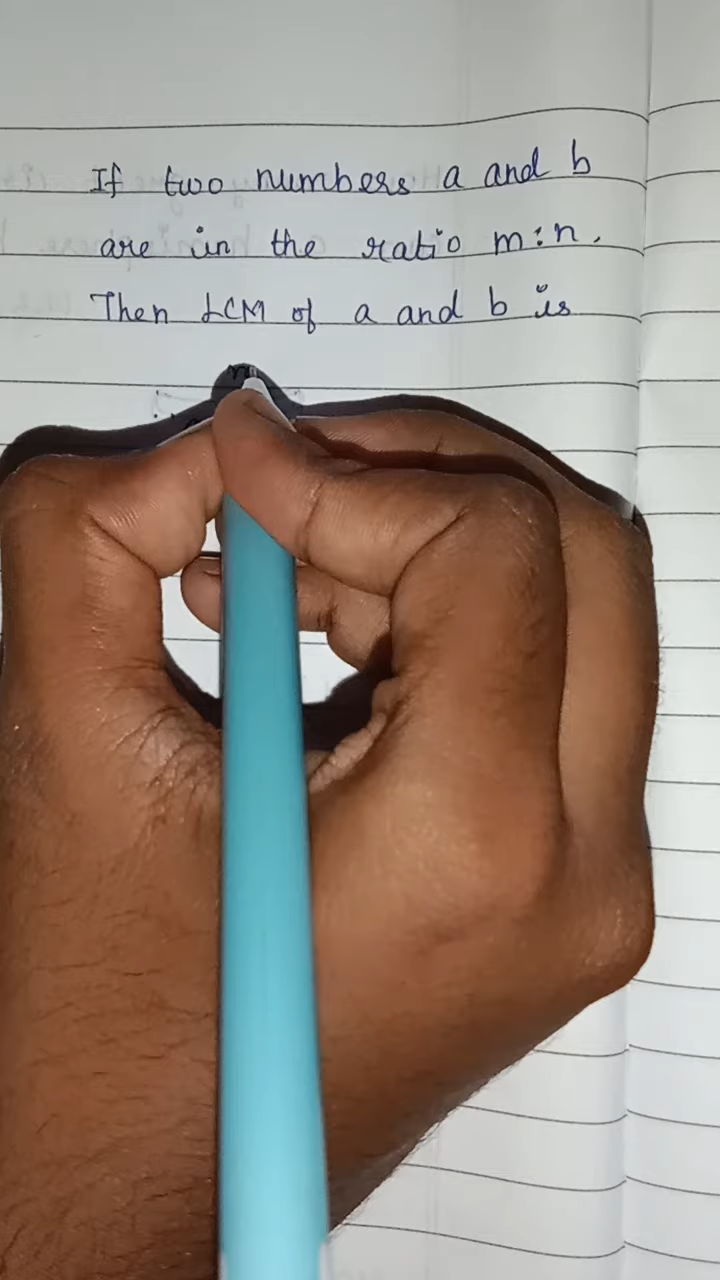 If two numbers a and b
are in the ratio m:n.
Then LCM of a and b is